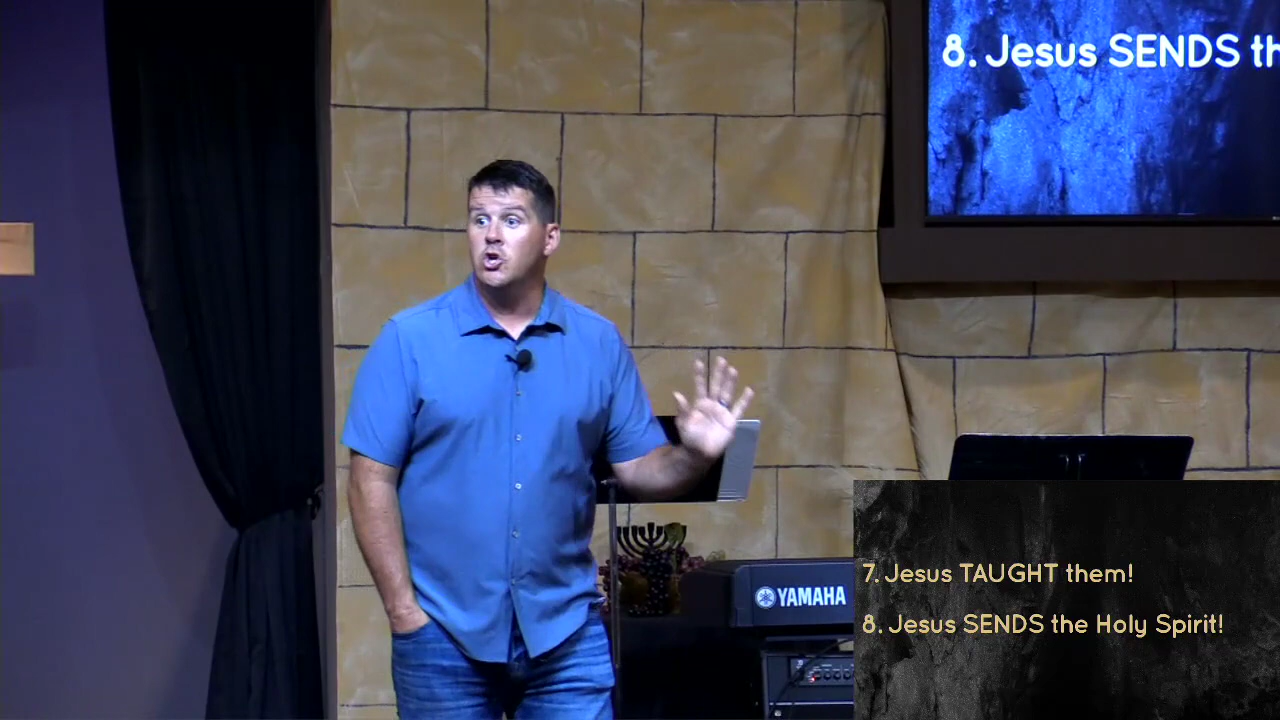 8. Jesus SENDS th
YAMAHA
7. Jesus TAUGHT them!
8. Jesus SENDS the Holy Spirit!